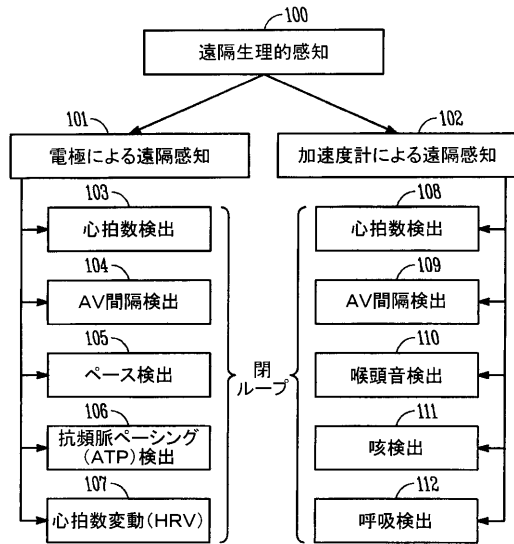 100
遠隔生理的感知
101
電極による遠隔感知
102
加速度計による遠隔感知
103
心拍数検出
104
AV間隔検出
105
ペース検出
106
抗頻脈ペーシング
(ATP)検出
107
心拍数変動(HRV)
閉
ループ
108
心拍数検出
109
AV間隔検出
110
喉頭音検出
111
咳検出
112
呼吸検出